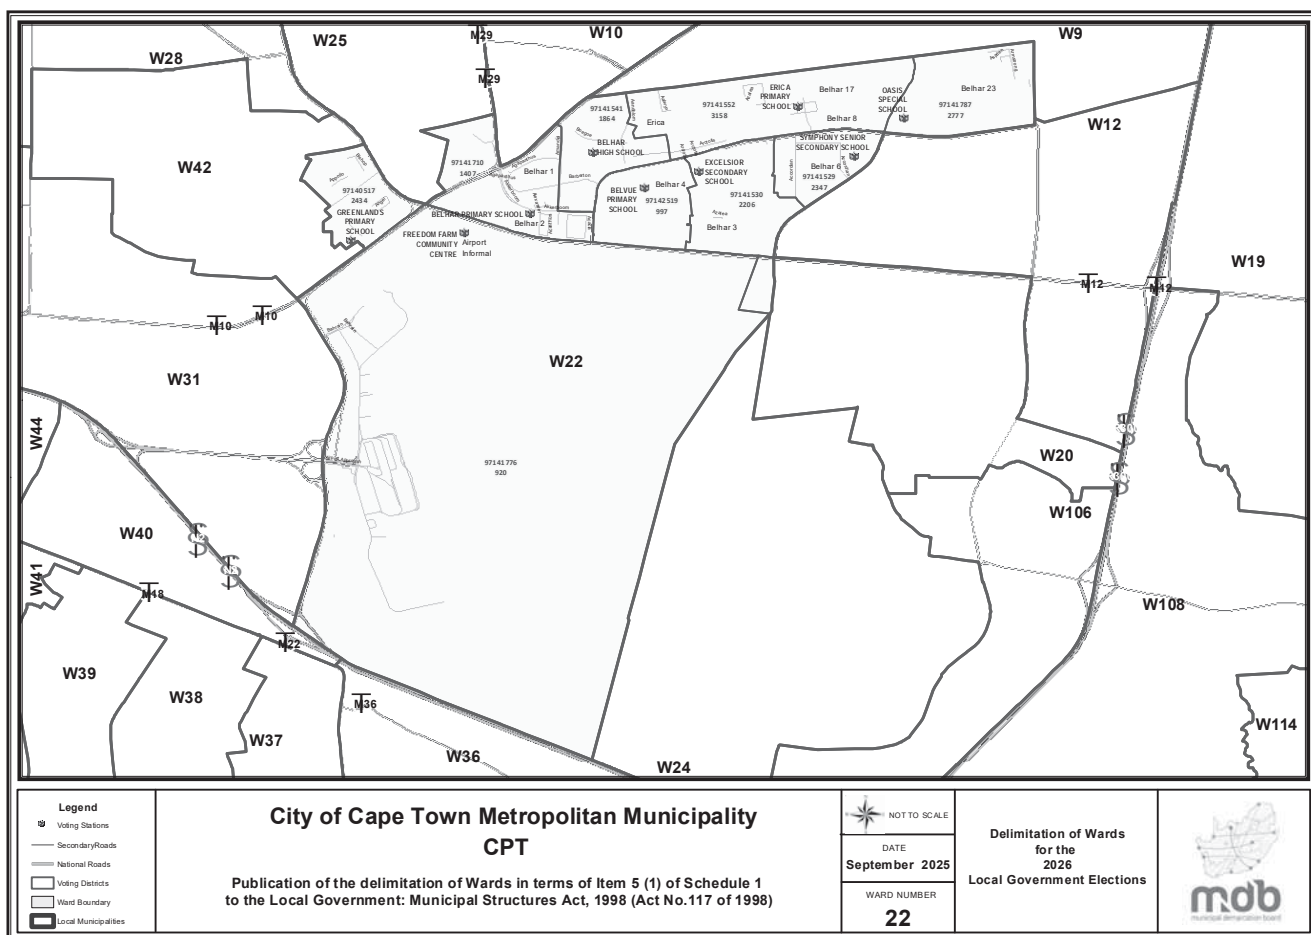 W25
M29
W10
W9
W28
M29
W42
W12
W19
97141541
1864
Erica
97141552
3158
ERICA
PRIMARY
SCHOOL
Belhar 17
Belhar 8
OASIS
SPECIAL
SCHOOL
Belhar 23
97141787
2777
97141710
1407
Belhar 1
BELHAR
HIGH SCHOOL
SYMPHONY SENIOR
SECONDARY SCHOOL
Belhar 6
97141529
2347
EXCELSIOR
SECONDARY
SCHOOL
97141530
2206
Belhar 3
BELVUE
PRIMARY
SCHOOL
Belhar 4
97142519
997
97140517
2434
GREENLANDS
PRIMARY
SCHOOL
BELHAR PRIMARY SCHOOL
Belhar 2
FREEDOM FARM
COMMUNITY
CENTRE
Airport
Informal
M10
M10
M12
M12
W31
W22
W44
97141776
920
W20
W106
W40
W41
M18
M22
W108
W39
W38
W37
M36
W36
W24
W114
Legend
Voting Stations
SecondaryRoads
National Roads
Voting Districts
Ward Boundary
Local Municipalities
City of Cape Town Metropolitan Municipality
CPT
Publication of the delimitation of Wards in terms of Item 5 (1) of Schedule 1
to the Local Government: Municipal Structures Act, 1998 (Act No.117 of 1998)
NOT TO SCALE
DATE
September 2025
WARD NUMBER
22
Delimitation of Wards
for the
2026
Local Government Elections
mdb
municipal demarcation board